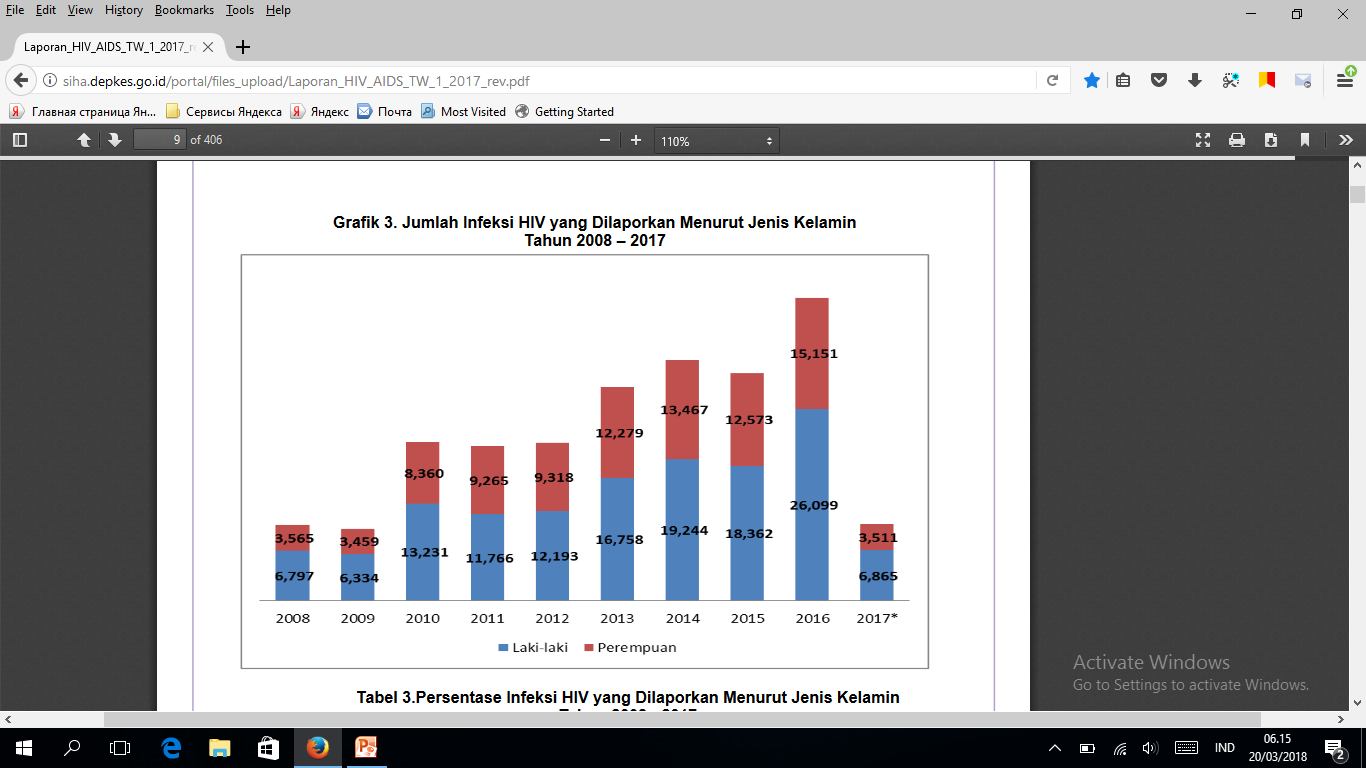 File Edit View History Bookmarks Tools Help
Laporan_HIV_AIDS_TW_1_2017_r
siha.depkes.go.id/portal/files_upload/Laporan_HIV_AIDS_TW_1_2017_rev.pdf
Главная страница Ян... Сервисы Яндекса Яндекс Почта Most Visited Getting Started
9 of 406 110%
Grafik 3. Jumlah Infeksi HIV yang Dilaporkan Menurut Jenis Kelamin
Tahun 2008 – 2017
15,151
13,467
12,573
12,279
8,360
9,265
9,318
26,099
19,244
18,362
16,758
3,565
3,459
13,231
11,766
12,193
3,511
6,797
6,334
6,865
2008 2009 2010 2011 2012 2013 2014 2015 2016 2017*
Laki-laki Perempuan
Tabel 3.Persentase Infeksi HIV yang Dilaporkan Menurut Jenis Kelamin
Activate Windows
Go to Settings to activate Windows.
IND
06.15
20/03/2018
2